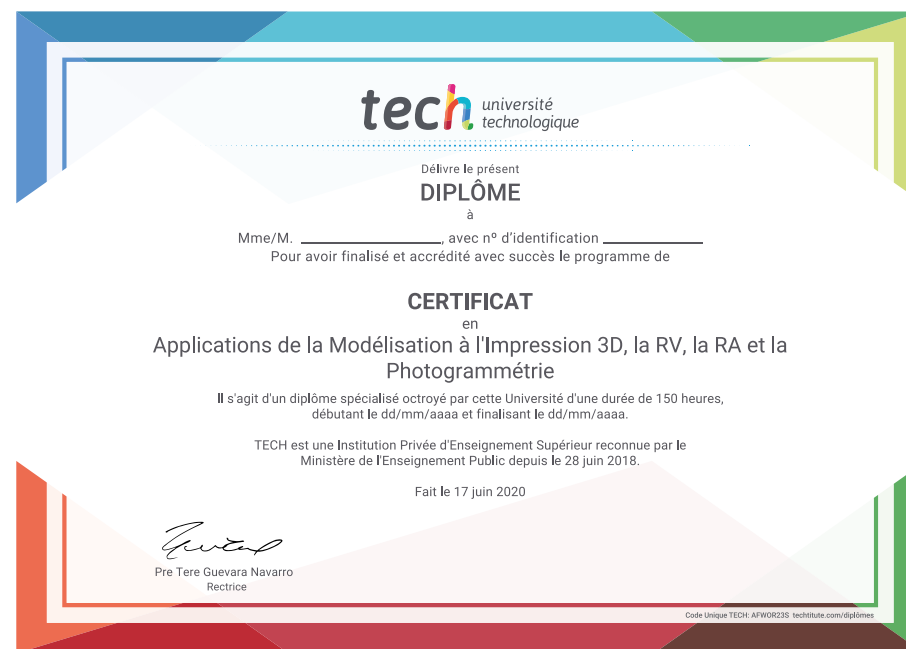 tech université
technologique
Délivre le présent
DIPLÔME
à
Mme/M. ____________________, avec nº d'identification ______________
Pour avoir finalisé et accrédité avec succès le programme de
CERTIFICAT
en
Applications de la Modélisation à l'Impression 3D, la RV, la RA et la
Photogrammétrie
Il s'agit d'un diplôme spécialisé octroyé par cette Université d'une durée de 150 heures,
débutant le dd/mm/aaaa et finalisant le dd/mm/aaaa.
TECH est une Institution Privée d'Enseignement Supérieur reconnue par le
Ministère de l'Enseignement Public depuis le 28 juin 2018.
Fait le 17 juin 2020
Pre Tere Guevara Navarro
Rectrice
Code Unique TECH: AFWOR23S techtitute.com/diplômes